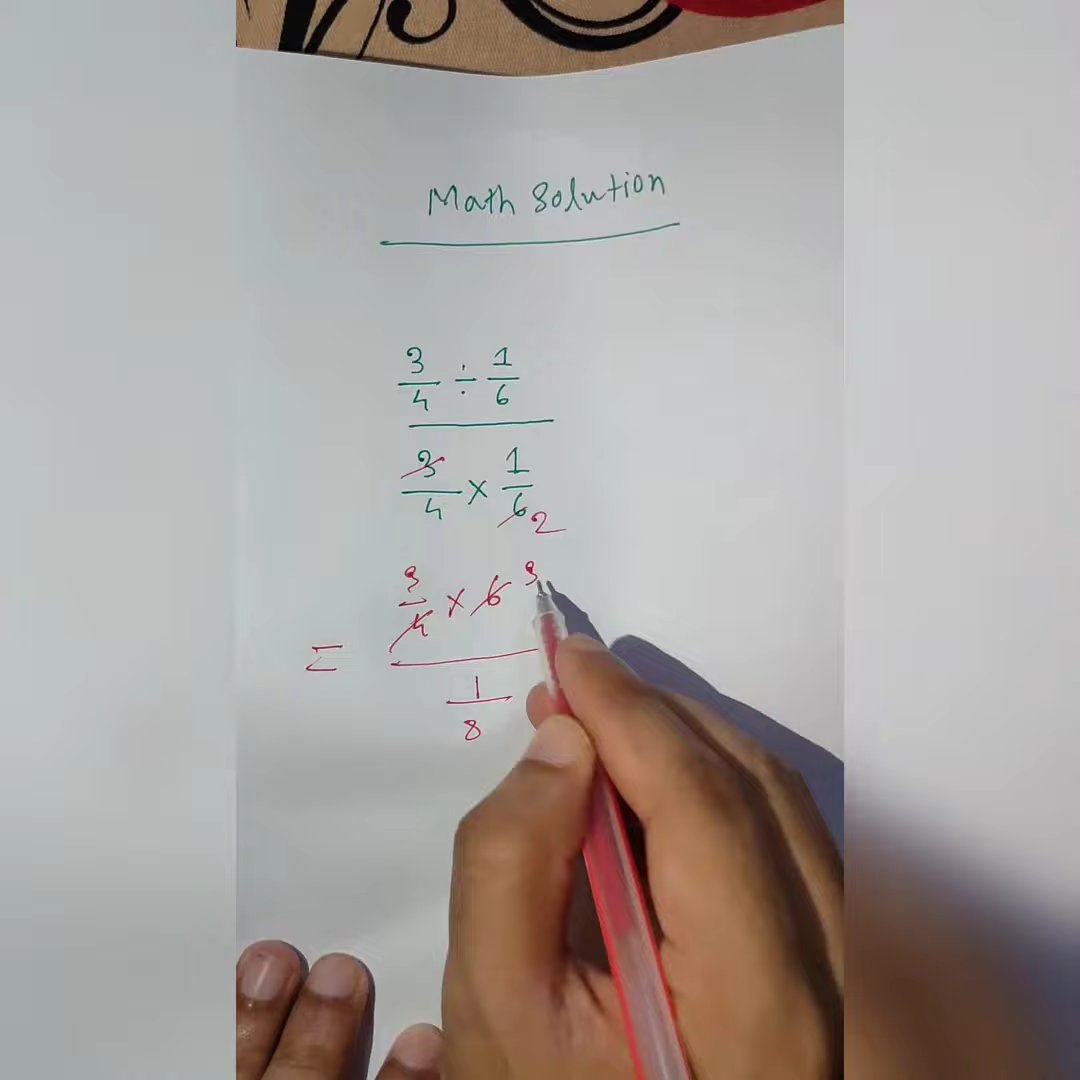 Math Solution
3/4 ÷ 1/6
3/4 × 1/6 2
= 3/4 × 6 3
1/8